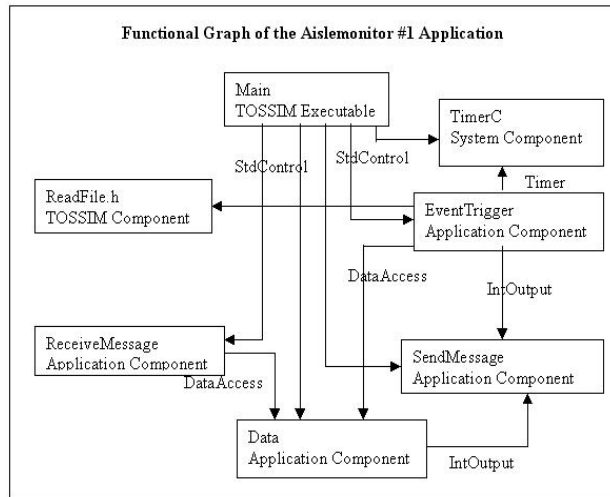 Functional Graph of the Aislemonitor #1 Application
Main
TOSSIM Executable
TimerC
System Component
StdControl
StdControl
Timer
ReadFile.h
TOSSIM Component
EventTrigger
Application Component
DataAccess
IntOutput
ReceiveMessage
Application Component
SendMessage
Application Component
DataAccess
Data
Application Component
IntOutput